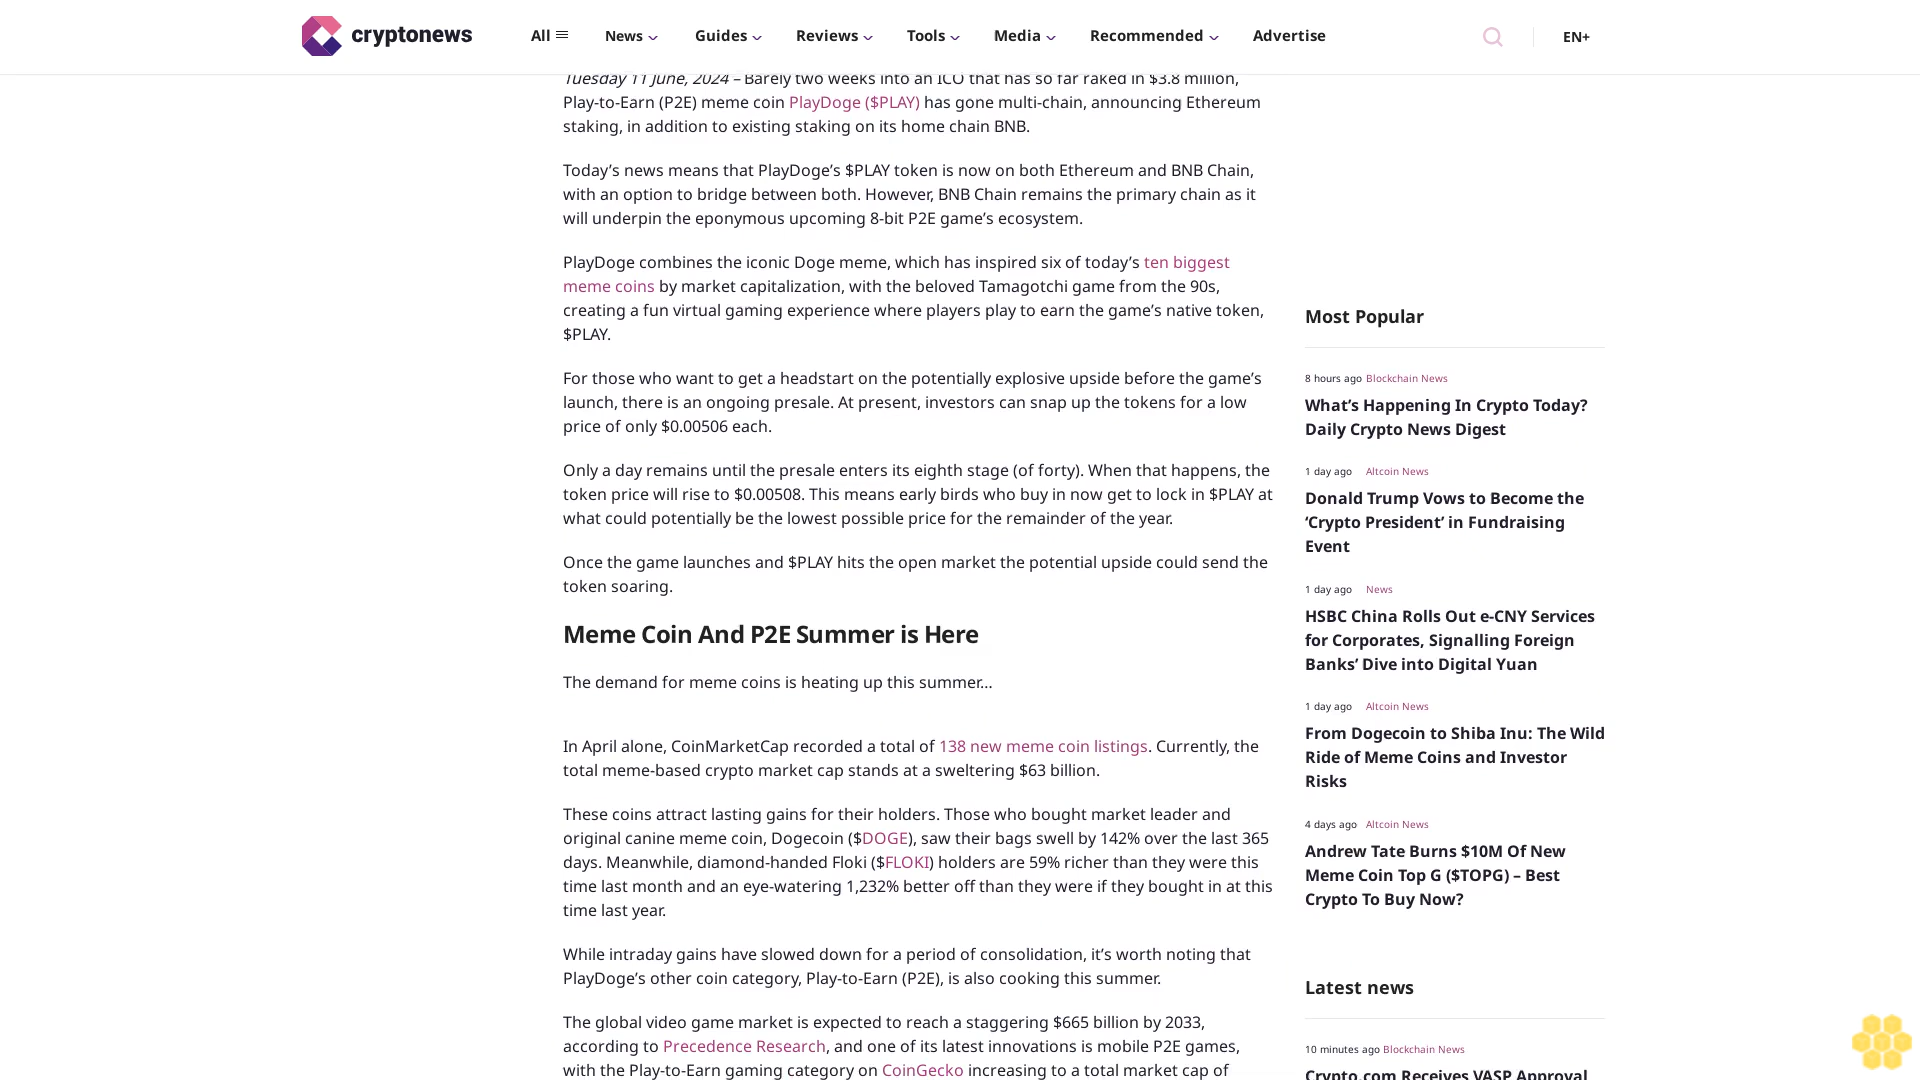 cryptonews
All
News
Guides
Reviews
Tools
Media
Recommended
Advertise
EN+
Tuesday 11 June, 2024 – Barely two weeks into an ICO that has so far raked in $3.8 million,
Play-to-Earn (P2E) meme coin PlayDoge ($PLAY) has gone multi-chain, announcing Ethereum
staking, in addition to existing staking on its home chain BNB.
Today’s news means that PlayDoge’s $PLAY token is now on both Ethereum and BNB Chain,
with an option to bridge between both. However, BNB Chain remains the primary chain as it
will underpin the eponymous upcoming 8-bit P2E game’s ecosystem.
PlayDoge combines the iconic Doge meme, which has inspired six of today’s ten biggest
meme coins by market capitalization, with the beloved Tamagotchi game from the 90s,
creating a fun virtual gaming experience where players play to earn the game’s native token,
$PLAY.
For those who want to get a headstart on the potentially explosive upside before the game’s
launch, there is an ongoing presale. At present, investors can snap up the tokens for a low
price of only $0.00506 each.
Only a day remains until the presale enters its eighth stage (of forty). When that happens, the
token price will rise to $0.00508. This means early birds who buy in now get to lock in $PLAY at
what could potentially be the lowest possible price for the remainder of the year.
Once the game launches and $PLAY hits the open market the potential upside could send the
token soaring.
Meme Coin And P2E Summer is Here
The demand for meme coins is heating up this summer…
In April alone, CoinMarketCap recorded a total of 138 new meme coin listings. Currently, the
total meme-based crypto market cap stands at a sweltering $63 billion.
These coins attract lasting gains for their holders. Those who bought market leader and
original canine meme coin, Dogecoin ($DOGE), saw their bags swell by 142% over the last 365
days. Meanwhile, diamond-handed Floki ($FLOKI) holders are 59% richer than they were this
time last month and an eye-watering 1,232% better off than they were if they bought in at this
time last year.
While intraday gains have slowed down for a period of consolidation, it’s worth noting that
PlayDoge’s other coin category, Play-to-Earn (P2E), is also cooking this summer.
The global video game market is expected to reach a staggering $665 billion by 2033,
according to Precedence Research, and one of its latest innovations is mobile P2E games,
with the Play-to-Earn gaming category on CoinGecko increasing to a total market cap of
Most Popular
8 hours ago Blockchain News
What’s Happening In Crypto Today?
Daily Crypto News Digest
1 day ago Altcoin News
Donald Trump Vows to Become the
‘Crypto President’ in Fundraising
Event
1 day ago News
HSBC China Rolls Out e-CNY Services
for Corporates, Signalling Foreign
Banks’ Dive into Digital Yuan
1 day ago Altcoin News
From Dogecoin to Shiba Inu: The Wild
Ride of Meme Coins and Investor
Risks
4 days ago Altcoin News
Andrew Tate Burns $10M Of New
Meme Coin Top G ($TOPG) – Best
Crypto To Buy Now?
Latest news
10 minutes ago Blockchain News
Crypto.com Receives VASP Approval